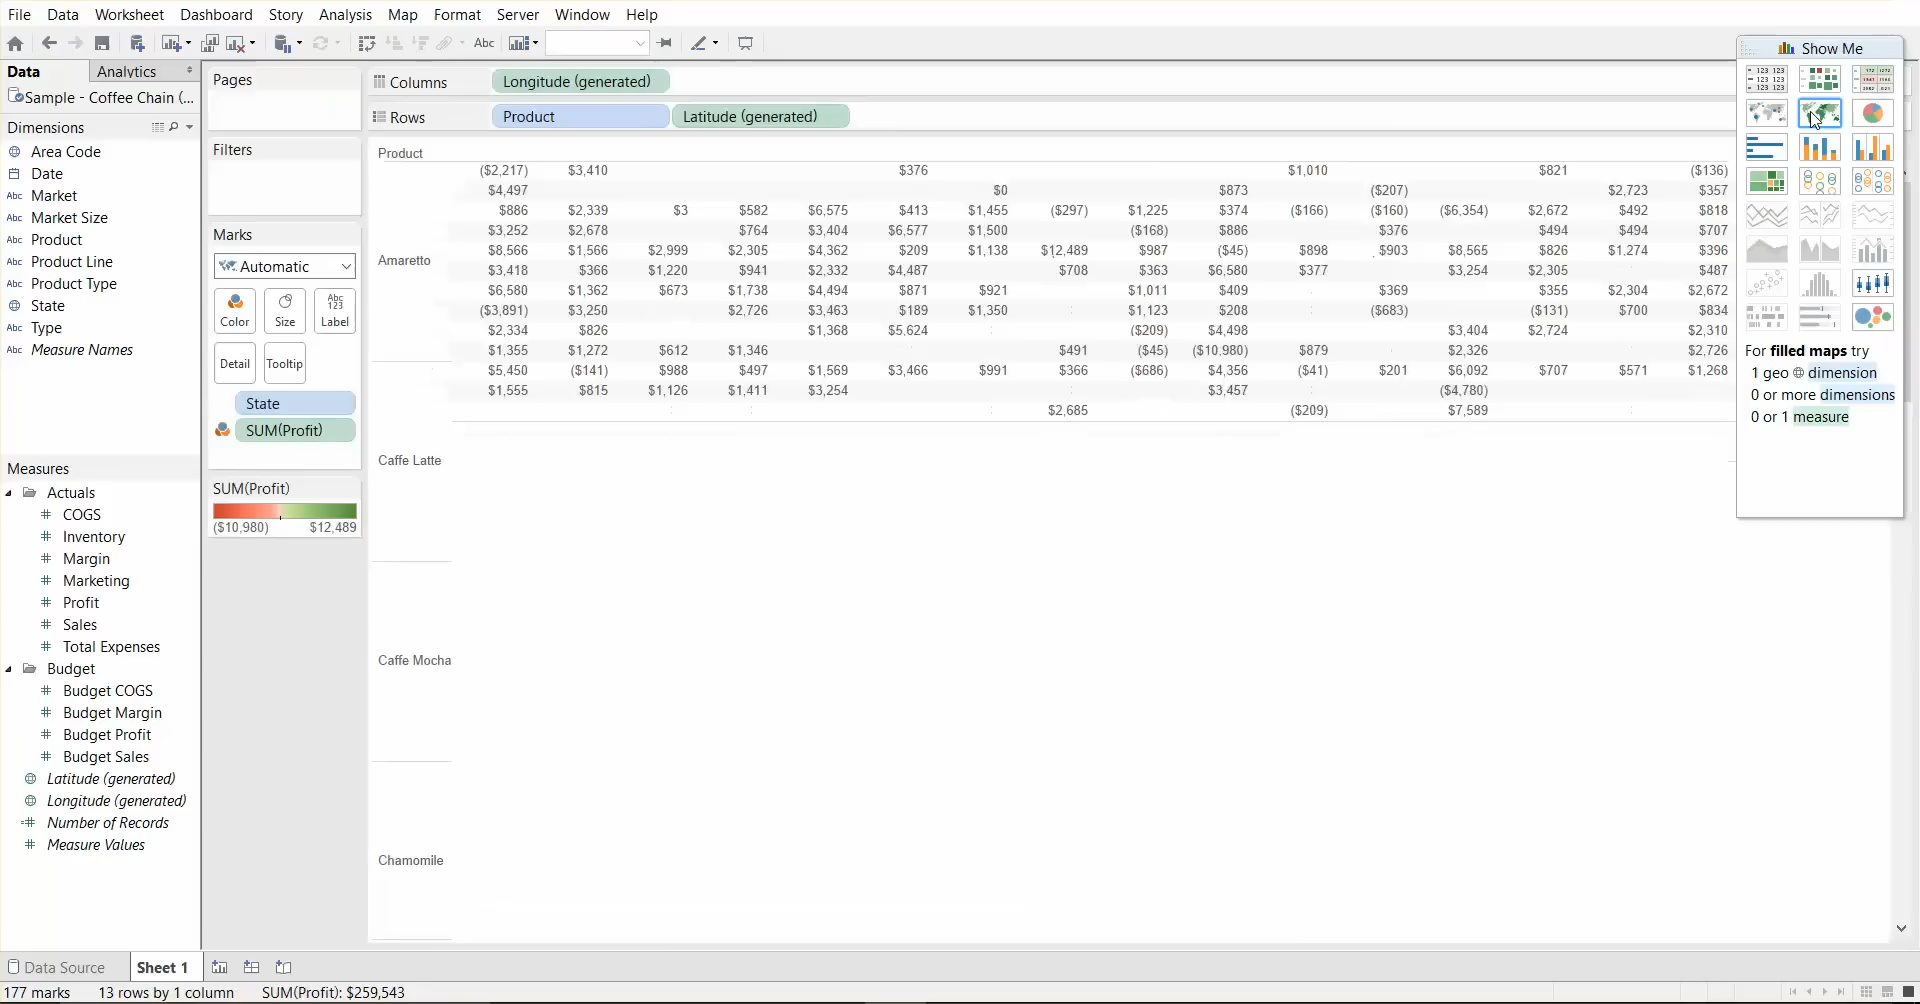 File Data Worksheet Dashboard Story Analysis Map Format Server Window Help
Abc
Show Me
Data Analytics
Sample - Coffee Chain (...
Dimensions
Area Code
Date
Abc Market
Abc Market Size
Abc Product
Abc Product Line
Abc Product Type
State
Abc Type
Abc Measure Names
Measures
Actuals
# COGS
# Inventory
# Margin
# Marketing
# Profit
# Sales
# Total Expenses
Budget
# Budget COGS
# Budget Margin
# Budget Profit
# Budget Sales
Latitude (generated)
Longitude (generated)
=# Number of Records
# Measure Values
Pages
Filters
Marks
Automatic
Color Size Abc 123 Label
Detail Tooltip
State
SUM(Profit)
SUM(Profit)
($10,980) $12,489
Columns Longitude (generated)
Rows Product Latitude (generated)
Product
($2,217) $3,410 $376 $1,010 $821 ($136)
$4,497 $0 $873 ($207) $2,723 $357
$886 $2,339 $3 $582 $6,575 $413 $1,455 ($297) $1,225 $374 ($166) ($160) ($6,354) $2,672 $492 $818
$3,252 $2,678 $764 $3,404 $6,577 $1,500 ($168) $886 $376 $494 $494 $707
$8,566 $1,566 $2,999 $2,305 $4,362 $209 $1,138 $12,489 $987 ($45) $898 $903 $8,565 $826 $1,274 $396
Amaretto
$3,418 $366 $1,220 $941 $2,332 $4,487 $708 $363 $6,580 $377 $3,254 $2,305 $487
$6,580 $1,362 $673 $1,738 $4,494 $871 $921 $1,011 $409 $369 $355 $2,304 $2,672
($3,891) $3,250 $2,726 $3,463 $189 $1,350 $1,123 $208 ($683) ($131) $700 $834
$2,334 $826 $1,368 $5,624 ($209) $4,498 $3,404 $2,724 $2,310
$1,355 $1,272 $612 $1,346 $491 ($45) ($10,980) $879 $2,326 $2,726
$5,450 ($141) $988 $497 $1,569 $3,466 $991 $366 ($686) $4,356 ($41) $201 $6,092 $707 $571 $1,268
$1,555 $815 $1,126 $1,411 $3,254 $3,457 ($4,780)
$2,685 ($209) $7,589
Caffe Latte
Caffe Mocha
Chamomile
For filled maps try
1 geo dimension
0 or more dimensions
0 or 1 measure
Data Source Sheet 1
177 marks 13 rows by 1 column SUM(Profit): $259,543